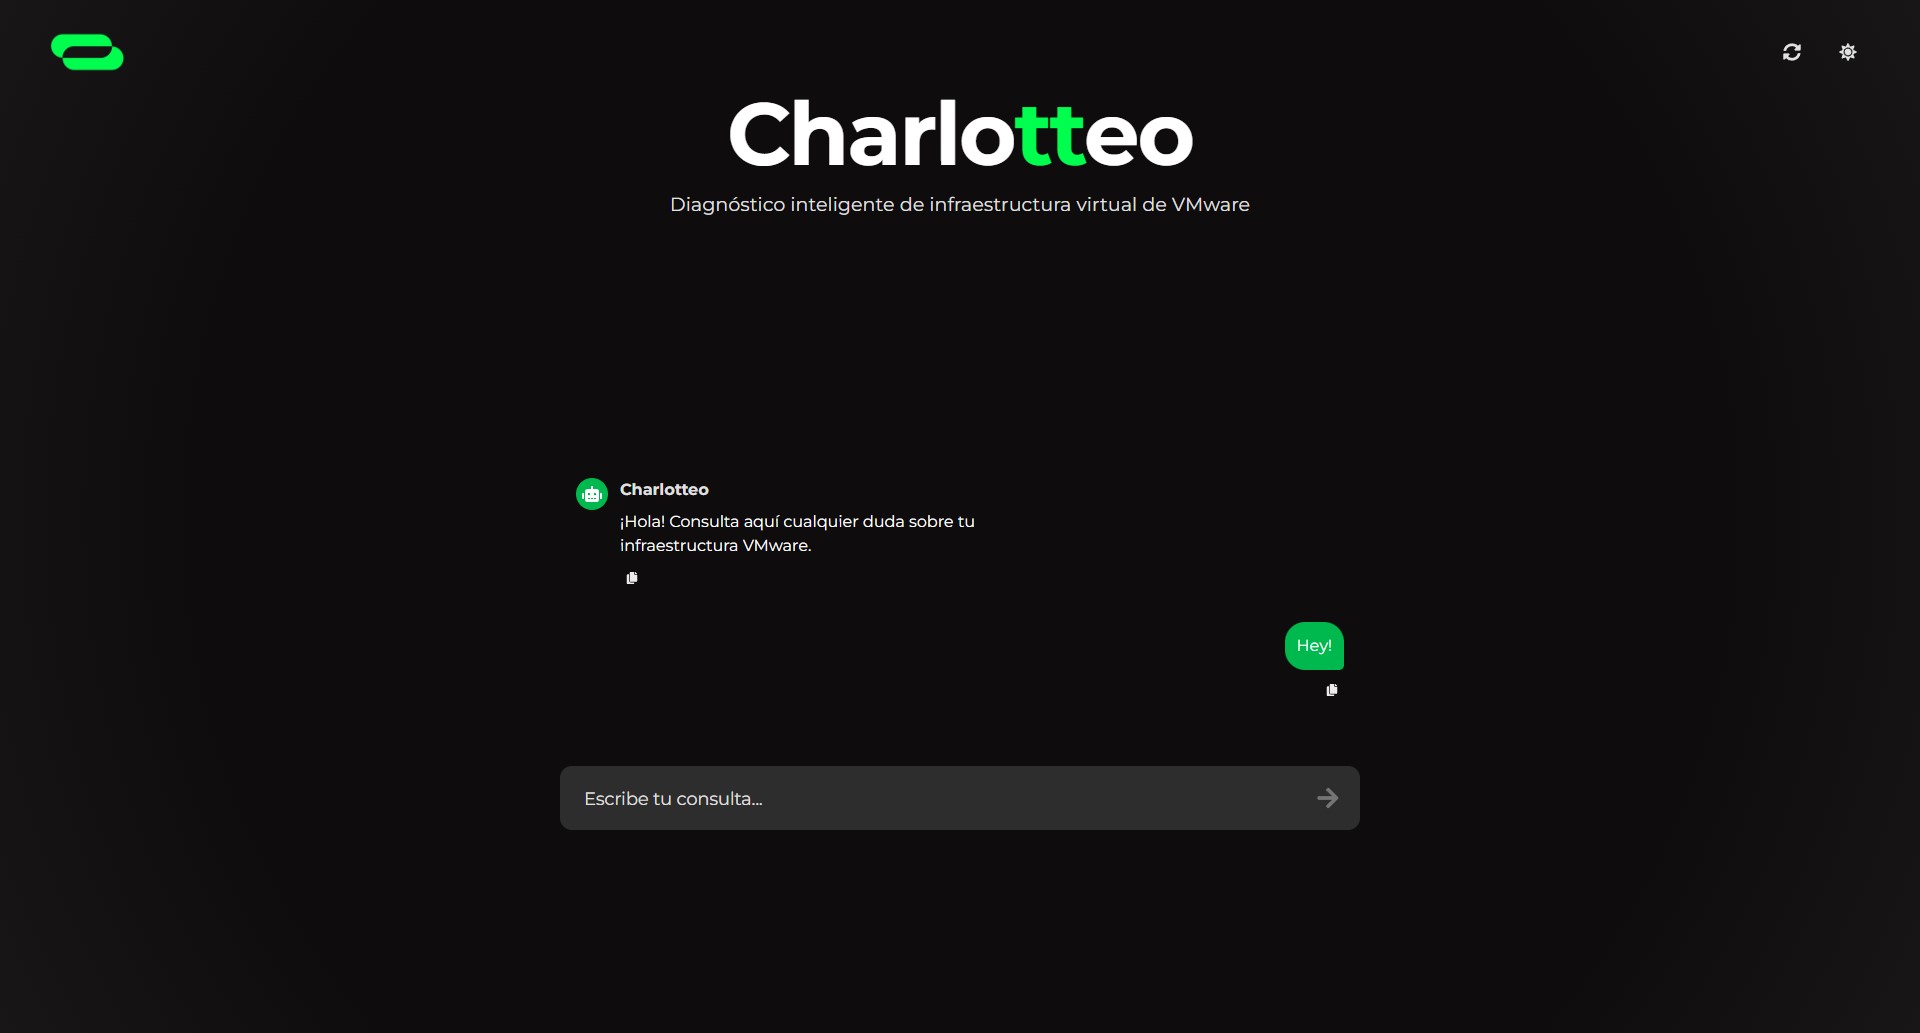 Charlotteo
Diagnóstico inteligente de infraestructura virtual de VMware
Charlotteo
¡Hola! Consulta aquí cualquier duda sobre tu
infraestructura VMware.
Hey!
Escribe tu consulta...